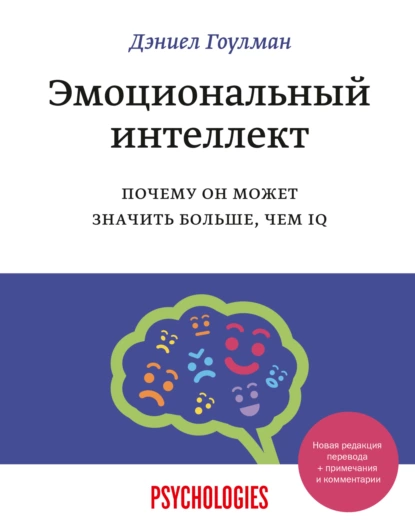 Дэниел Гоулман
Эмоциональный
интеллект
ПОЧЕМУ ОН МОЖЕТ
ЗНАЧИТЬ БОЛЬШЕ, ЧЕМ IQ
Новая редакция
перевода
+ примечания
и комментарии
PSYCHOLOGIES